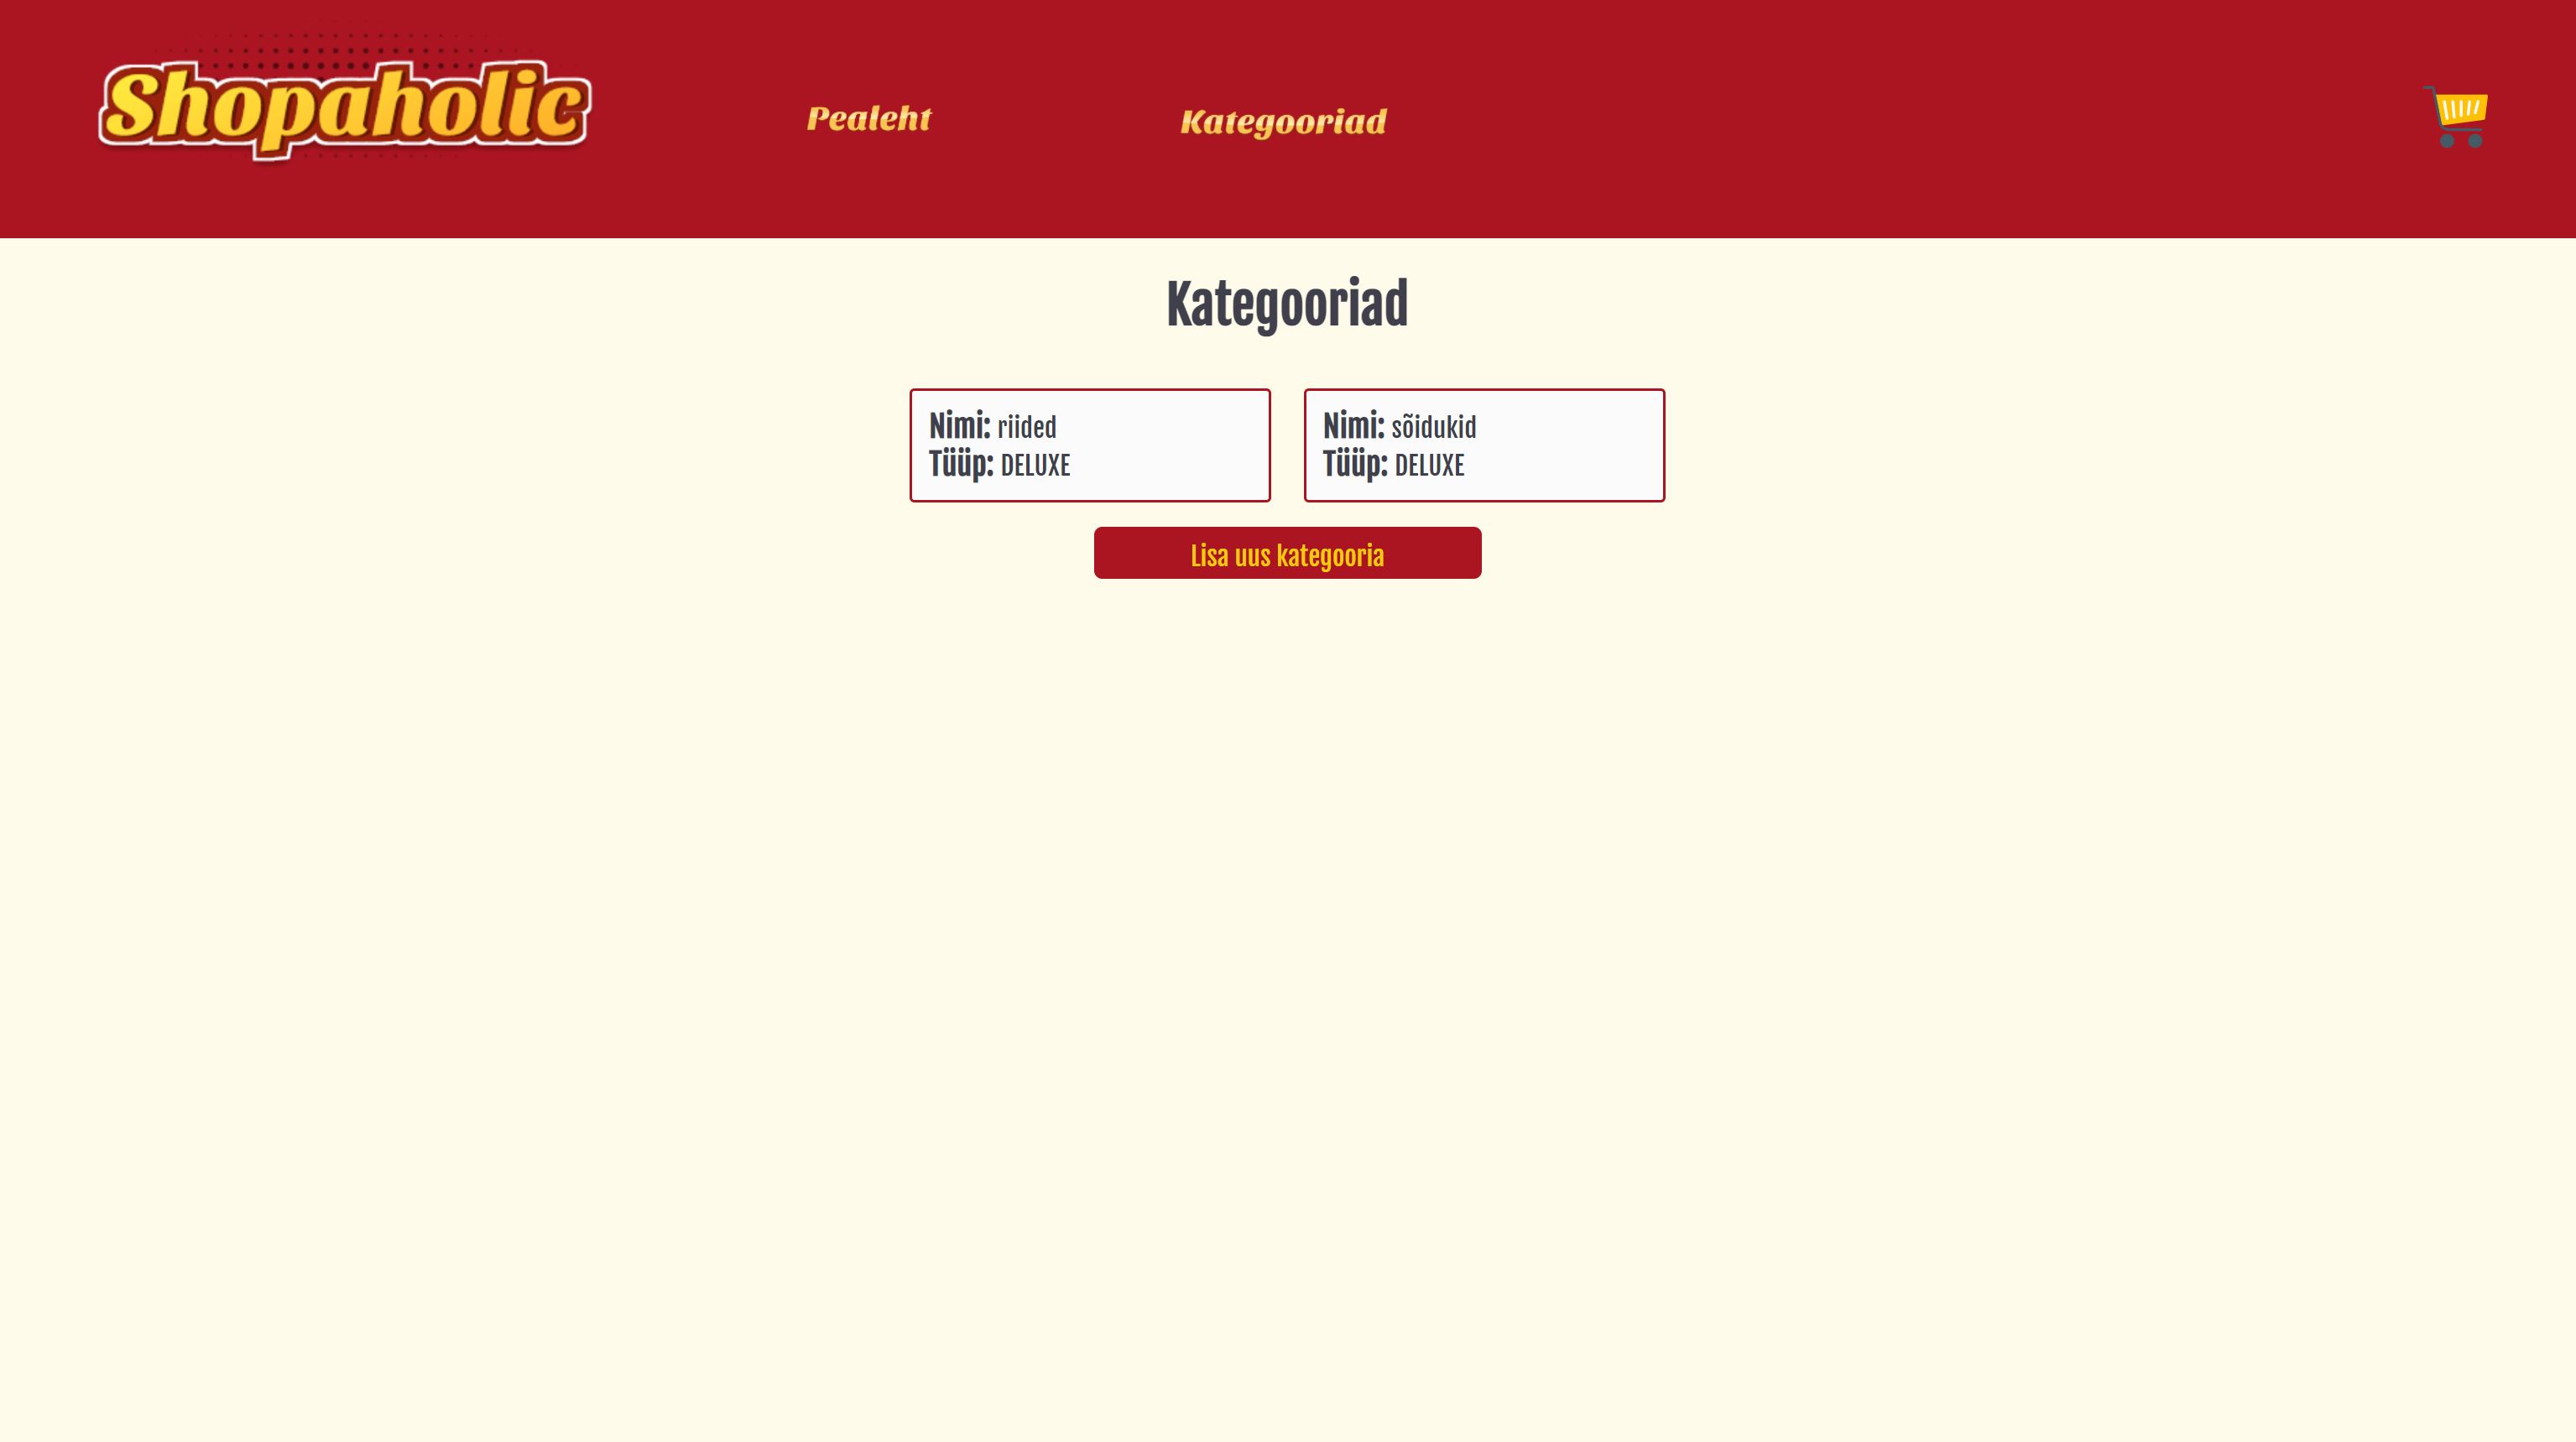 Shopaholic
Pealeht
Kategooriad
Kategooriad
Nimi: riided
Tüüp: DELUXE
Nimi: sõidukid
Tüüp: DELUXE
Lisa uus kategooria